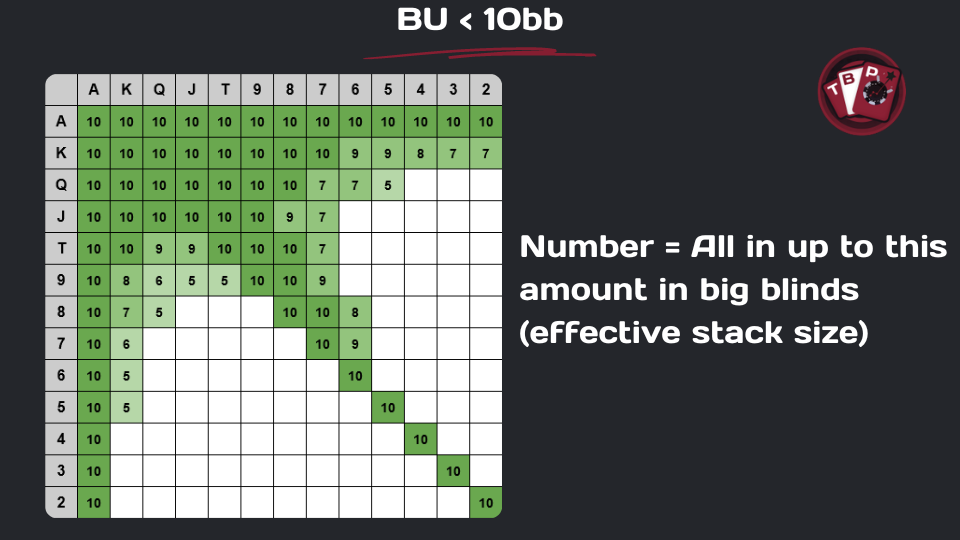 BU < 10bb
T B P
A K Q J T 9 8 7 6 5 4 3 2
A 10 10 10 10 10 10 10 10 10 10 10 10 10
K 10 10 10 10 10 10 10 10 9 9 8 7 7
Q 10 10 10 10 10 10 10 7 7 5
J 10 10 10 10 10 10 9 7
T 10 10 9 9 10 10 10 7
9 10 8 6 5 5 10 10 9
8 10 7 5 10 10 8
7 10 6 10 9
6 10 5 10
5 10 5 10
4 10 10
3 10 10
2 10 10
Number = All in up to this
amount in big blinds
(effective stack size)